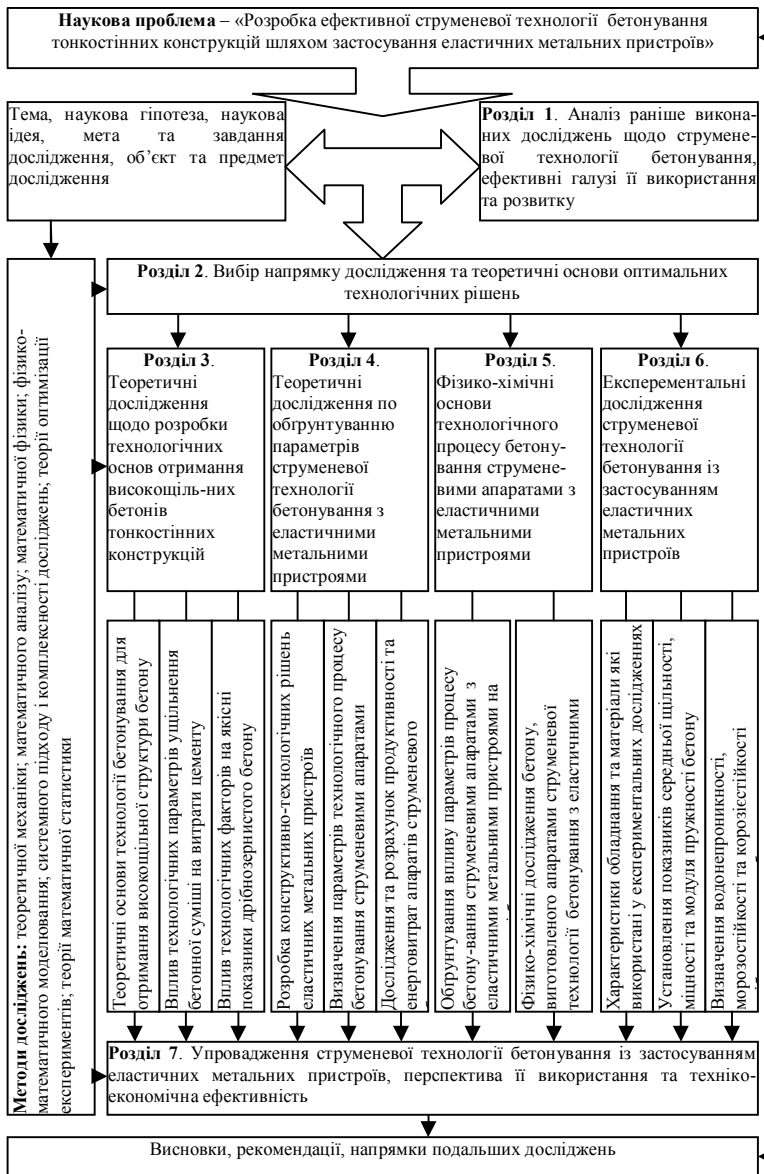 Наукова проблема – «Розробка ефективної струменевої технології бетонування
тонкостінних конструкцій шляхом застосування еластичних метальних пристроїв»
Тема, наукова гіпотеза, наукова
ідея, мета та завдання
дослідження, об’єкт та предмет
дослідження
Розділ 1. Аналіз раніше викона-
них досліджень щодо струмене-
вої технології бетонування,
ефективні галузі її використання
та розвитку
Методи досліджень: теоретичної механіки; математичного аналізу; математичної фізики; фізико-
математичного моделювання; системного підходу і комплексності досліджень; теорії оптимізації
експериментів; теорії математичної статистики
Розділ 2. Вибір напрямку дослідження та теоретичні основи оптимальних
технологічних рішень
Розділ 3.
Теоретичні
дослідження
щодо розробки
технологічних
основ отримання
високощіль-них
бетонів
тонкостінних
конструкцій
Розділ 4.
Теоретичні
дослідження по
обґрунтуванню
параметрів
струменевої
технології
бетонування з
еластичними
метальними
пристроями
Розділ 5.
Фізико-хімічні
основи
технологічного
процесу бетону-
вання струмене-
вими апаратами з
еластичними
метальними
пристроями
Розділ 6.
Експерементальні
дослідження
струменевої
технології
бетонування із
застосуванням
еластичних
метальних
пристроїв
Теоретичні основи технології бетонування для
отримання високощільної структури бетону
Вплив технологічних параметрів ущільнення
бетонної суміші на витрати цементу
Вплив технологічних факторів на якісні
показники дрібнозернистого бетону
Розробка конструктивно-технологічних рішень
еластичних метальних пристроїв
Визначення параметрів технологічного процесу
бетонування струменевими апаратами
Дослідження та розрахунок продуктивності та
енерговитрат апаратів струменевого
Обґрунтування впливу параметрів процесу
бетону-вання струменевими апаратами з
еластичними метальними пристроями на
Фізико-хімічні дослідження бетону,
виготовленого апаратами струменевої
технології бетонування з еластичними
Характеристики обладнання та матеріали які
використані у експериментальних дослідженнях
Установлення показників середньої щільності,
міцності та модуля пружності бетону
Визначення водонепроникності,
морозостійкості та корозієстійкості
Розділ 7. Упровадження струменевої технології бетонування із застосуванням
еластичних метальних пристроїв, перспектива її використання та техніко-
економічна ефективність
Висновки, рекомендації, напрямки подальших досліджень